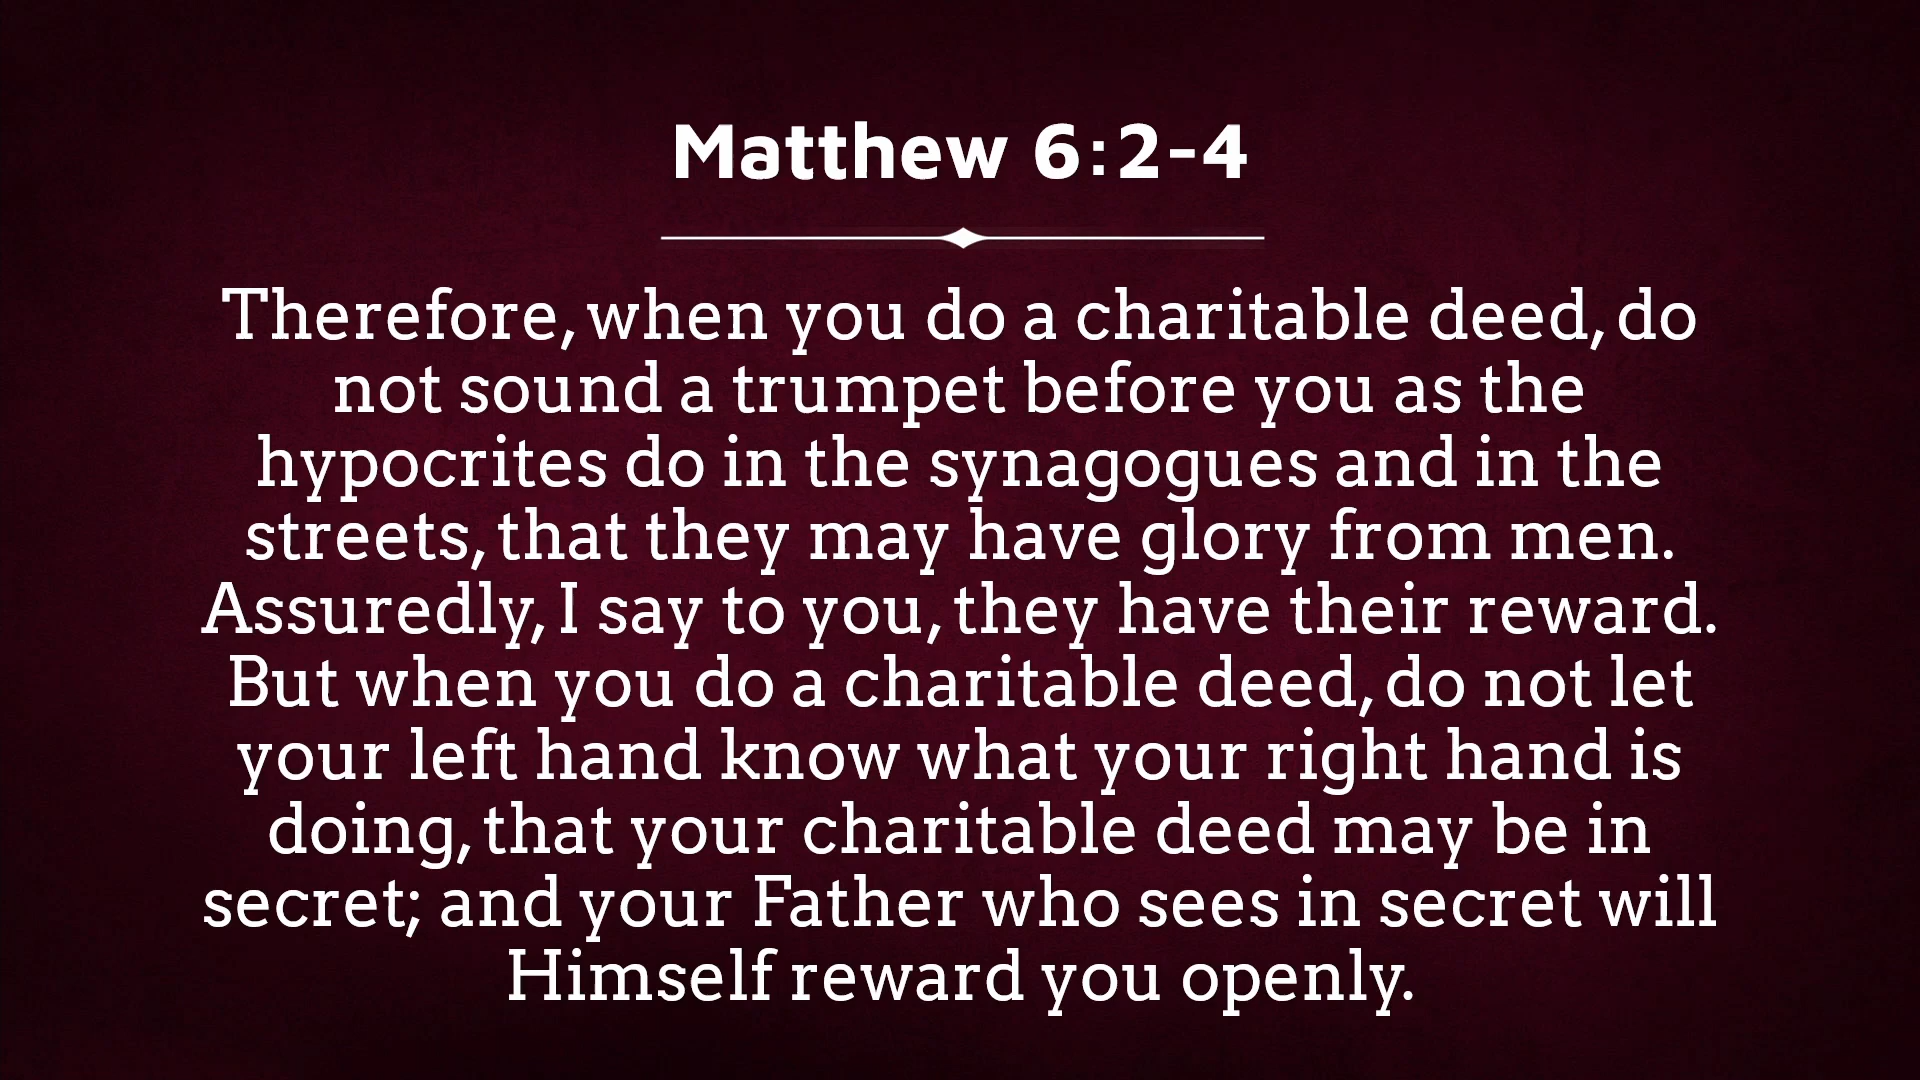 Matthew 6:2-4
Therefore, when you do a charitable deed, do
not sound a trumpet before you as the
hypocrites do in the synagogues and in the
streets, that they may have glory from men.
Assuredly, I say to you, they have their reward.
But when you do a charitable deed, do not let
your left hand know what your right hand is
doing, that your charitable deed may be in
secret; and your Father who sees in secret will
Himself reward you openly.